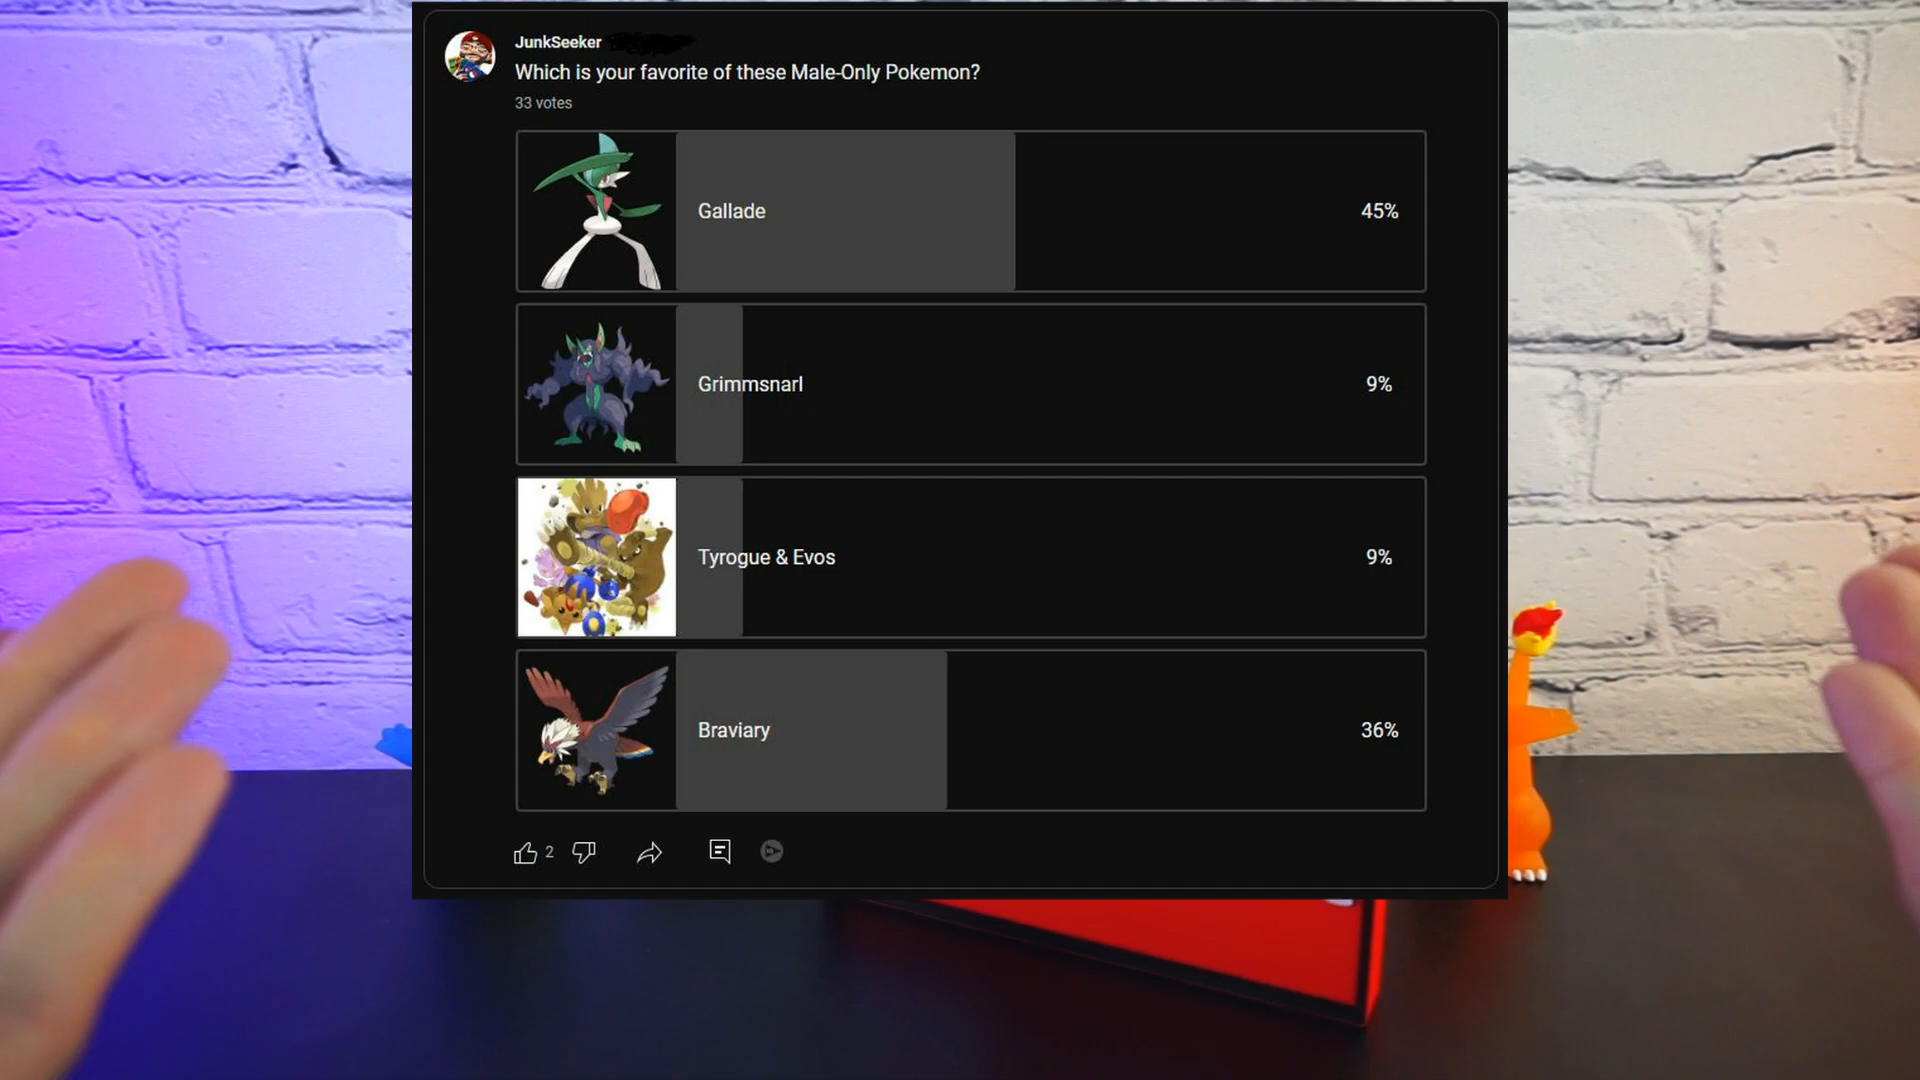 JunkSeeker
Which is your favorite of these Male-Only Pokemon?
33 votes
Gallade 45%
Grimmsnarl 9%
Tyrogue & Evos 9%
Braviary 36%
2